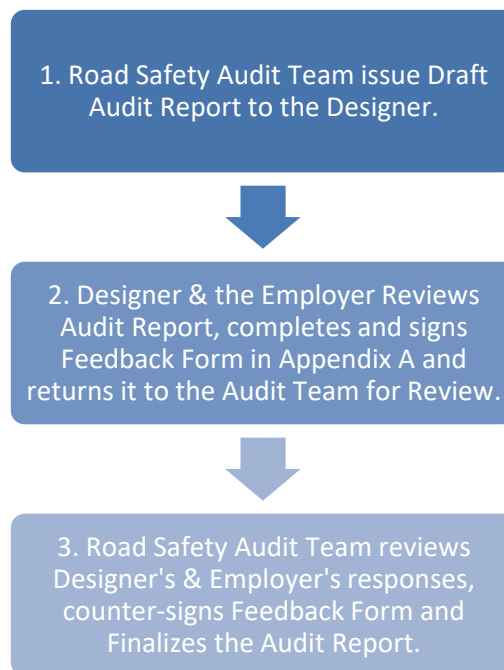 1. Road Safety Audit Team issue Draft
Audit Report to the Designer.
2. Designer & the Employer Reviews
Audit Report, completes and signs
Feedback Form in Appendix A and
returns it to the Audit Team for Review.
3. Road Safety Audit Team reviews
Designer's & Employer's responses,
counter-signs Feedback Form and
Finalizes the Audit Report.